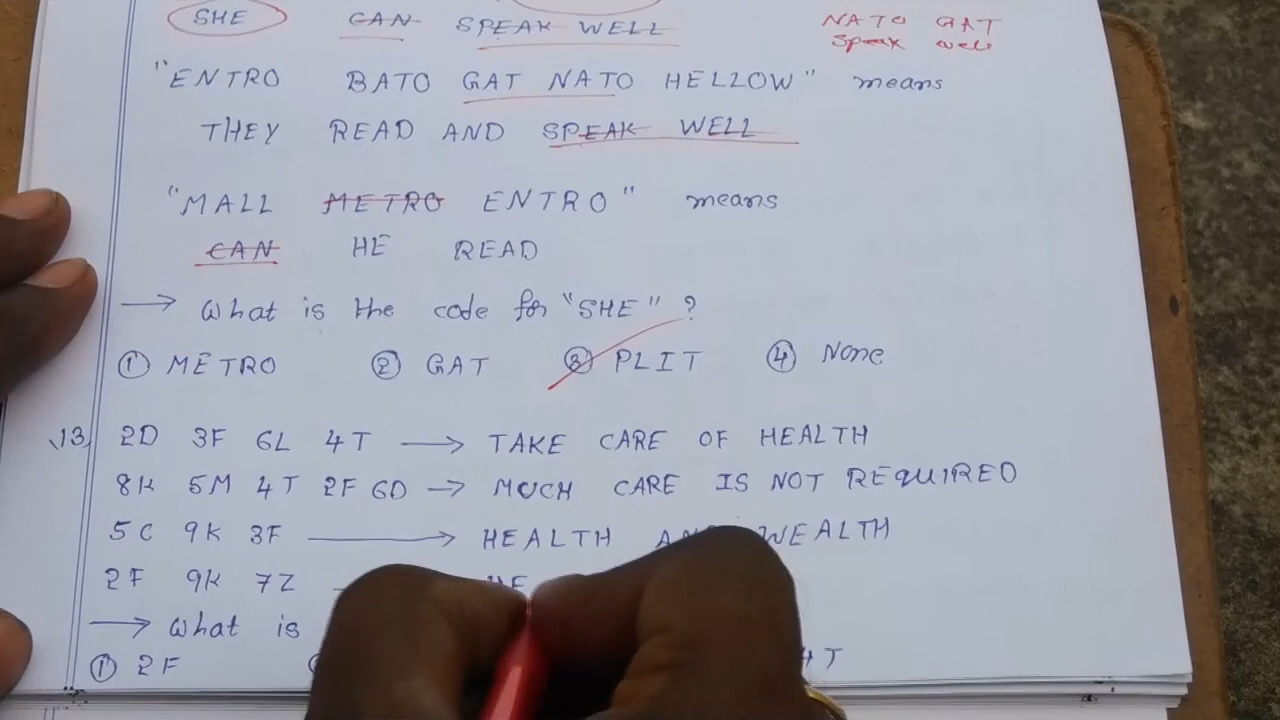 SHE CAN SPEAK WELL NATO GAT
speak well
"ENTRO BATO GAT NATO HELLOW" means
THEY READ AND SPEAK WELL
"MALL METRO ENTRO" means
CAN HE READ
→ What is the code for "SHE" ?
① METRO ② GAT ③ PLIT ④ None
13, 2D 3F 6L 4T → TAKE CARE OF HEALTH
8K 5M 4T 2F 6D → MUCH CARE IS NOT REQUIRED
5C 9K 3F → HEALTH WEALTH
2F 9K 7Z
→ What is
① 2F 4T